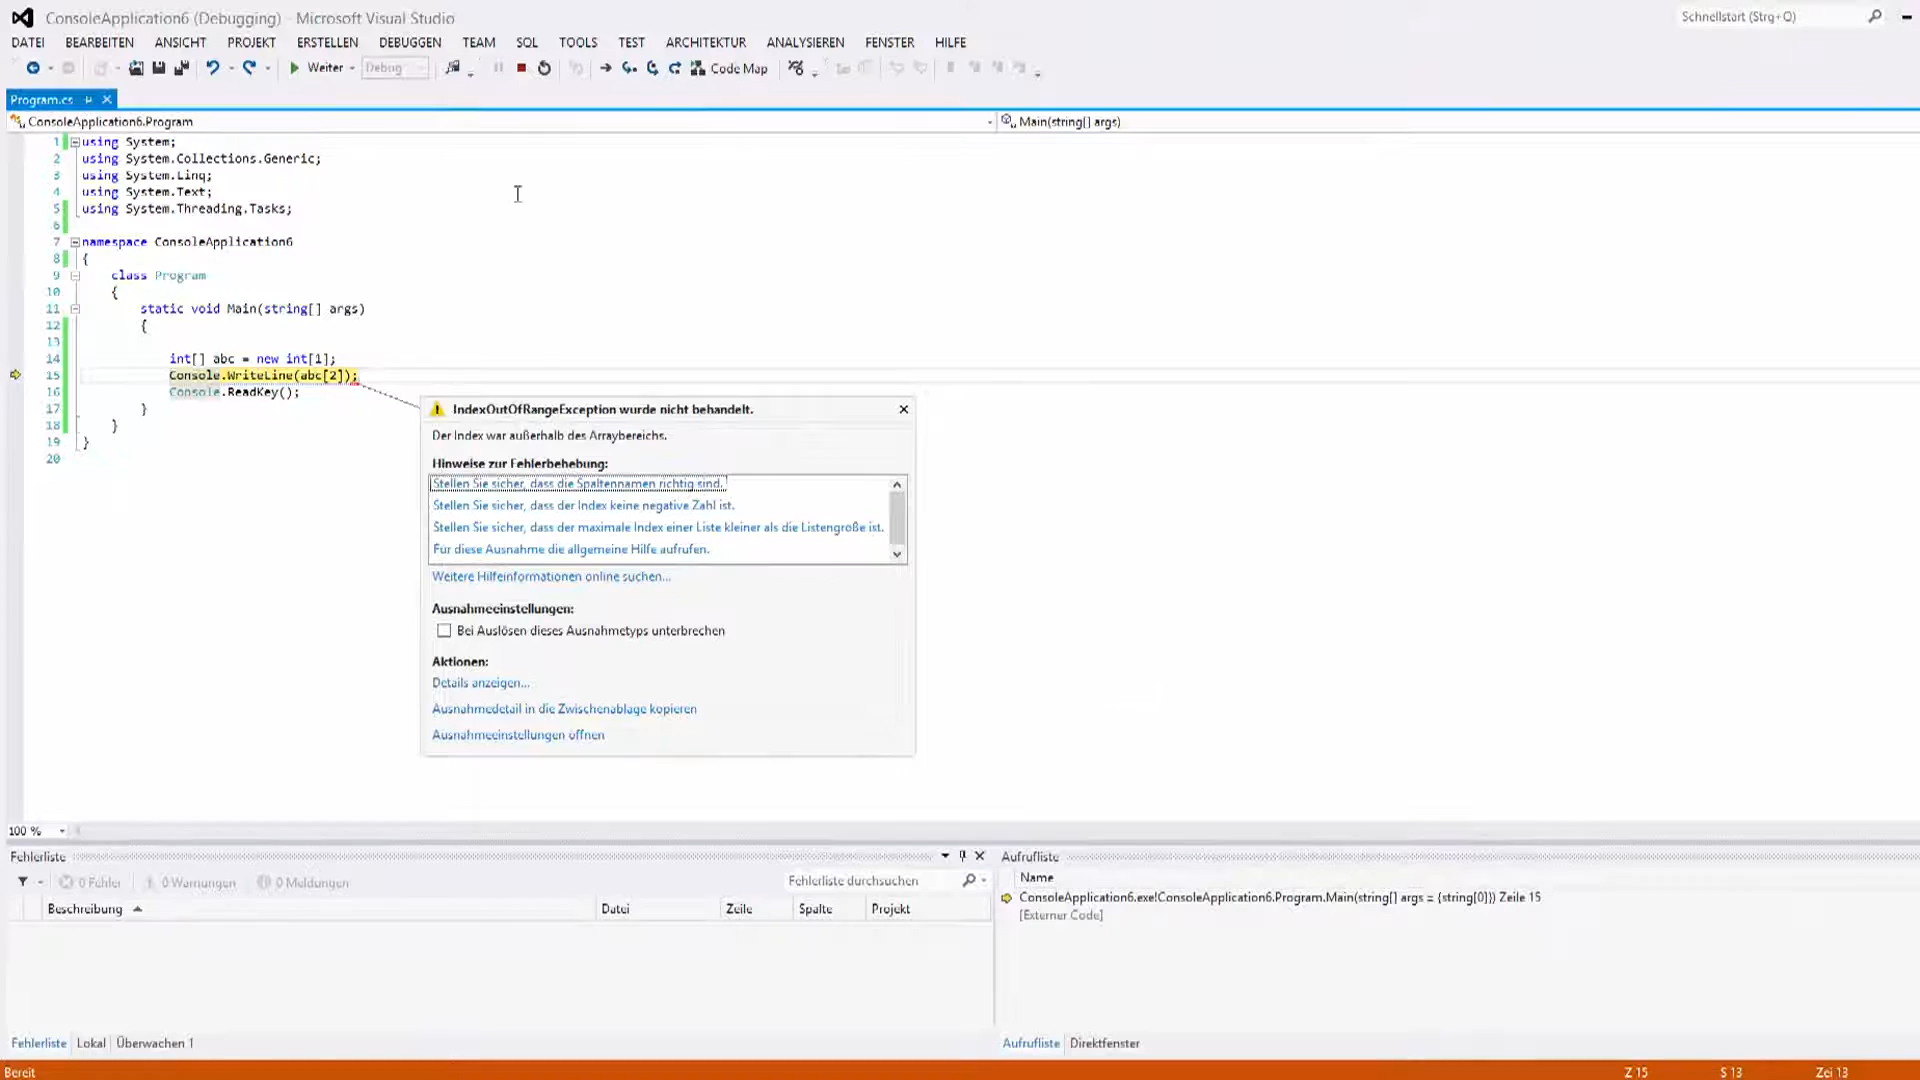 ConsoleApplication6 (Debugging) - Microsoft Visual Studio
Schnellstart (Strg+Q)
DATEI BEARBEITEN ANSICHT PROJEKT ERSTELLEN DEBUGGEN TEAM SQL TOOLS TEST ARCHITEKTUR ANALYSIEREN FENSTER HILFE
Weiter Debug Code Map
Program.cs
ConsoleApplication6.Program
Main(string[] args)
1 using System;
2 using System.Collections.Generic;
3 using System.Linq;
4 using System.Text;
5 using System.Threading.Tasks;
6
7 namespace ConsoleApplication6
8 {
9 class Program
10 {
11 static void Main(string[] args)
12 {
13
14 int[] abc = new int[1];
15 Console.WriteLine(abc[2]);
16 Console.ReadKey();
17 }
18 }
19 }
20
IndexOutOfRangeException wurde nicht behandelt.
Der Index war außerhalb des Arraybereichs.
Hinweise zur Fehlerbehebung:
Stellen Sie sicher, dass die Spaltennamen richtig sind.
Stellen Sie sicher, dass der Index keine negative Zahl ist.
Stellen Sie sicher, dass der maximale Index einer Liste kleiner als die Listengröße ist.
Für diese Ausnahme die allgemeine Hilfe aufrufen.
Weitere Hilfeinformationen online suchen...
Ausnahmeeinstellungen:
Bei Auslösen dieses Ausnahmetyps unterbrechen
Aktionen:
Details anzeigen...
Ausnahmedetail in die Zwischenablage kopieren
Ausnahmeeinstellungen öffnen
100 %
Fehlerliste
0 Fehler 0 Warnungen 0 Meldungen
Fehlerliste durchsuchen
Beschreibung Datei Zeile Spalte Projekt
Aufrufliste
Name
ConsoleApplication6.exe!ConsoleApplication6.Program.Main(string[] args = {string[0]}) Zeile 15
[Externer Code]
Fehlerliste Lokal Überwachen 1
Aufrufliste Direktfenster
Bereit
Z 15 S 13 Zei 13